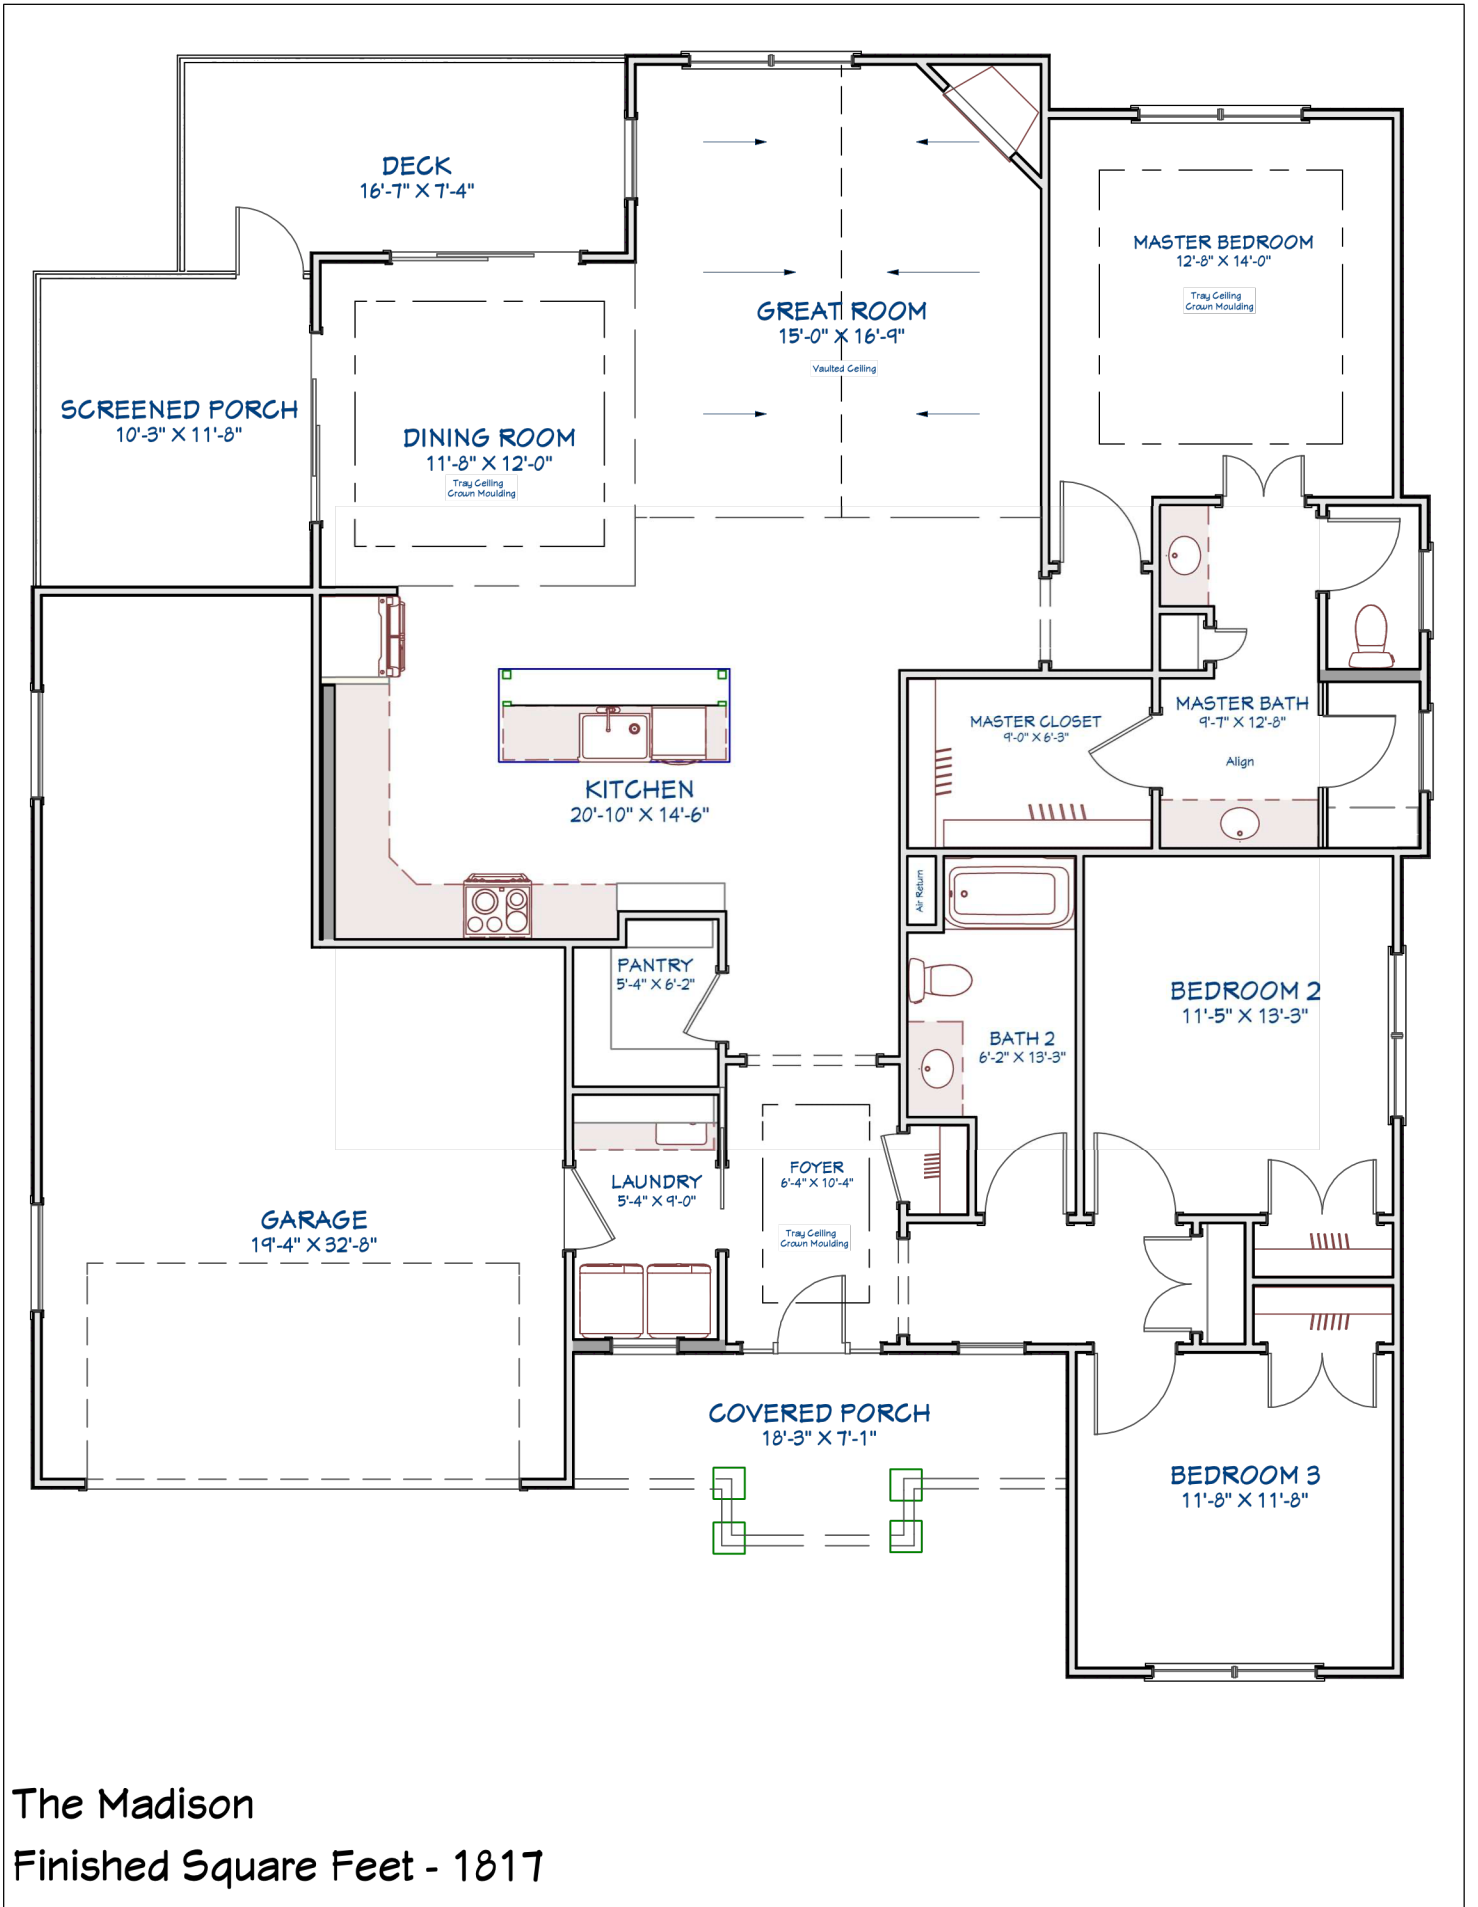 DECK
16'-7" X 7'-4"
MASTER BEDROOM
12'-8" X 14'-0"
Tray Ceiling
Crown Moulding
GREAT ROOM
15'-0" X 16'-9"
Vaulted Ceiling
SCREENED PORCH
10'-3" X 11'-8"
DINING ROOM
11'-8" X 12'-0"
Tray Ceiling
Crown Moulding
MASTER BATH
9'-7" X 12'-8"
Align
MASTER CLOSET
9'-0" X 6'-3"
KITCHEN
20'-10" X 14'-6"
Air Return
PANTRY
5'-4" X 6'-2"
BEDROOM 2
11'-5" X 13'-3"
BATH 2
6'-2" X 13'-3"
FOYER
6'-4" X 10'-4"
Tray Ceiling
Crown Moulding
LAUNDRY
5'-4" X 9'-0"
GARAGE
19'-4" X 32'-8"
COVERED PORCH
18'-3" X 7'-1"
BEDROOM 3
11'-8" X 11'-8"
The Madison
Finished Square Feet - 1817